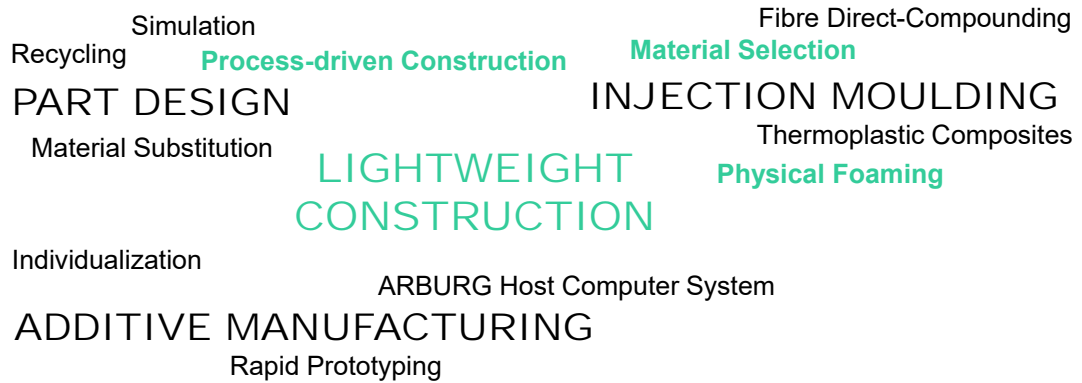 Simulation
Fibre Direct-Compounding
Recycling
Process-driven Construction
Material Selection
PART DESIGN
INJECTION MOULDING
Thermoplastic Composites
Material Substitution
LIGHTWEIGHT
CONSTRUCTION
Physical Foaming
Individualization
ARBURG Host Computer System
ADDITIVE MANUFACTURING
Rapid Prototyping